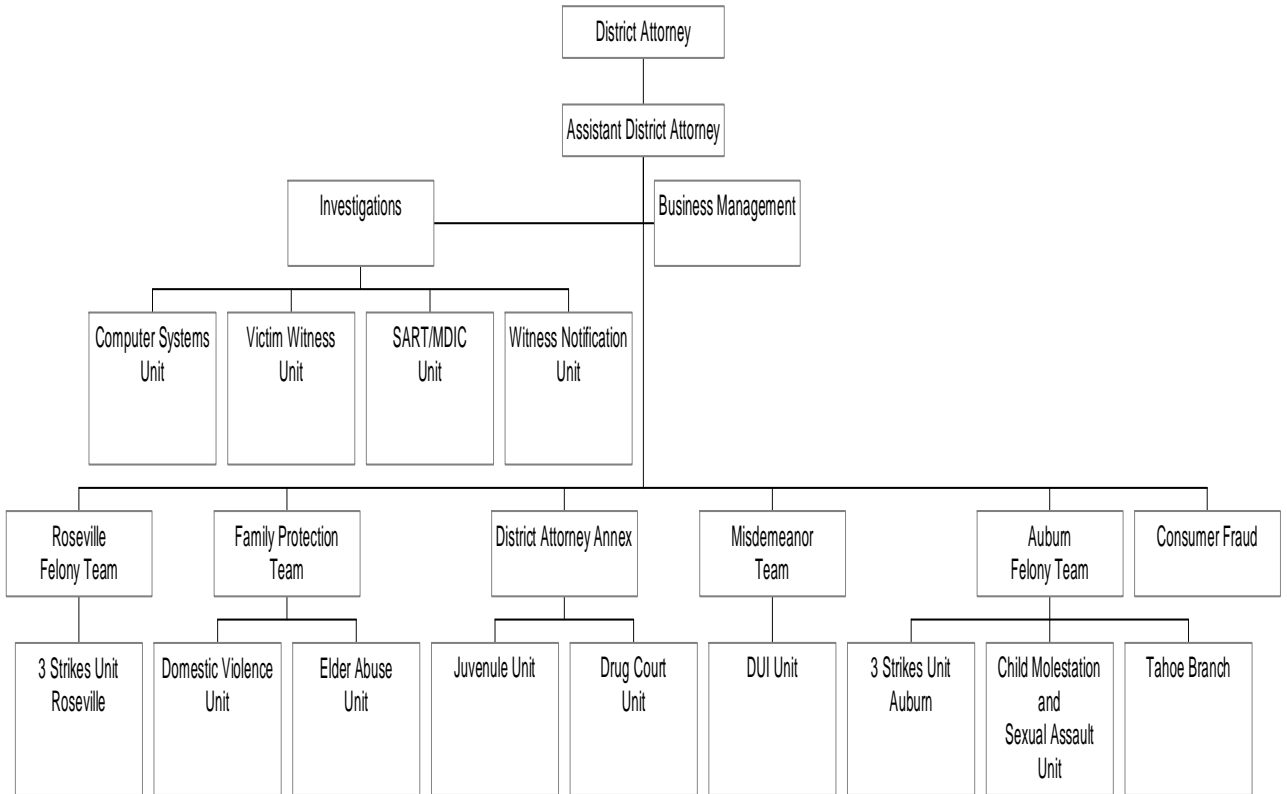 District Attorney
Assistant District Attorney
Investigations
Business Management
Computer Systems
Unit
Victim Witness
Unit
SART/MDIC
Unit
Witness Notification
Unit
Roseville
Felony Team
Family Protection
Team
District Attorney Annex
Misdemeanor
Team
Auburn
Felony Team
Consumer Fraud
3 Strikes Unit
Roseville
Domestic Violence
Unit
Elder Abuse
Unit
Juvenule Unit
Drug Court
Unit
DUI Unit
3 Strikes Unit
Auburn
Child Molestation
and
Sexual Assault
Unit
Tahoe Branch